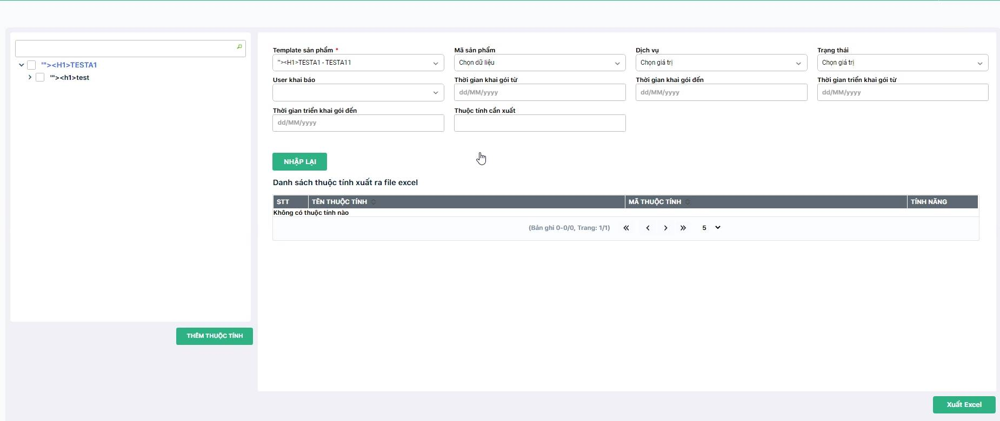 '"><H1>TESTA1
'"><h1>test
THÊM THUỘC TÍNH
Template sản phẩm *
Mã sản phẩm
Dịch vụ
Trạng thái
'"><H1>TESTA1 - TESTA11
Chọn dữ liệu
Chọn giá trị
Chọn giá trị
User khai báo
Thời gian khai gói từ
Thời gian khai gói đến
Thời gian triển khai gói từ
dd/MM/yyyy
dd/MM/yyyy
dd/MM/yyyy
Thời gian triển khai gói đến
Thuộc tính cần xuất
dd/MM/yyyy
NHẬP LẠI
Danh sách thuộc tính xuất ra file excel
STT
TÊN THUỘC TÍNH
MÃ THUỘC TÍNH
TÍNH NĂNG
Không có thuộc tính nào
(Bản ghi 0-0/0, Trang: 1/1)
5
Xuất Excel